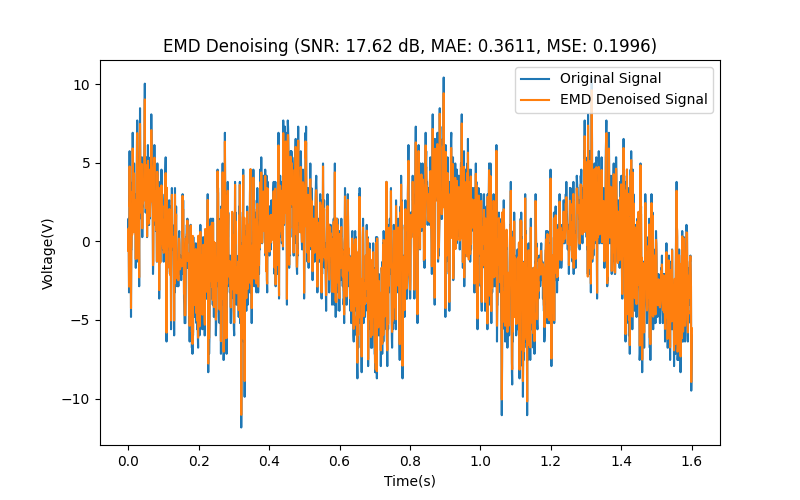 EMD Denoising (SNR: 17.62 dB, MAE: 0.3611, MSE: 0.1996)
Original Signal
EMD Denoised Signal
10
5
0
−5
−10
Voltage(V)
0.0 0.2 0.4 0.6 0.8 1.0 1.2 1.4 1.6
Time(s)